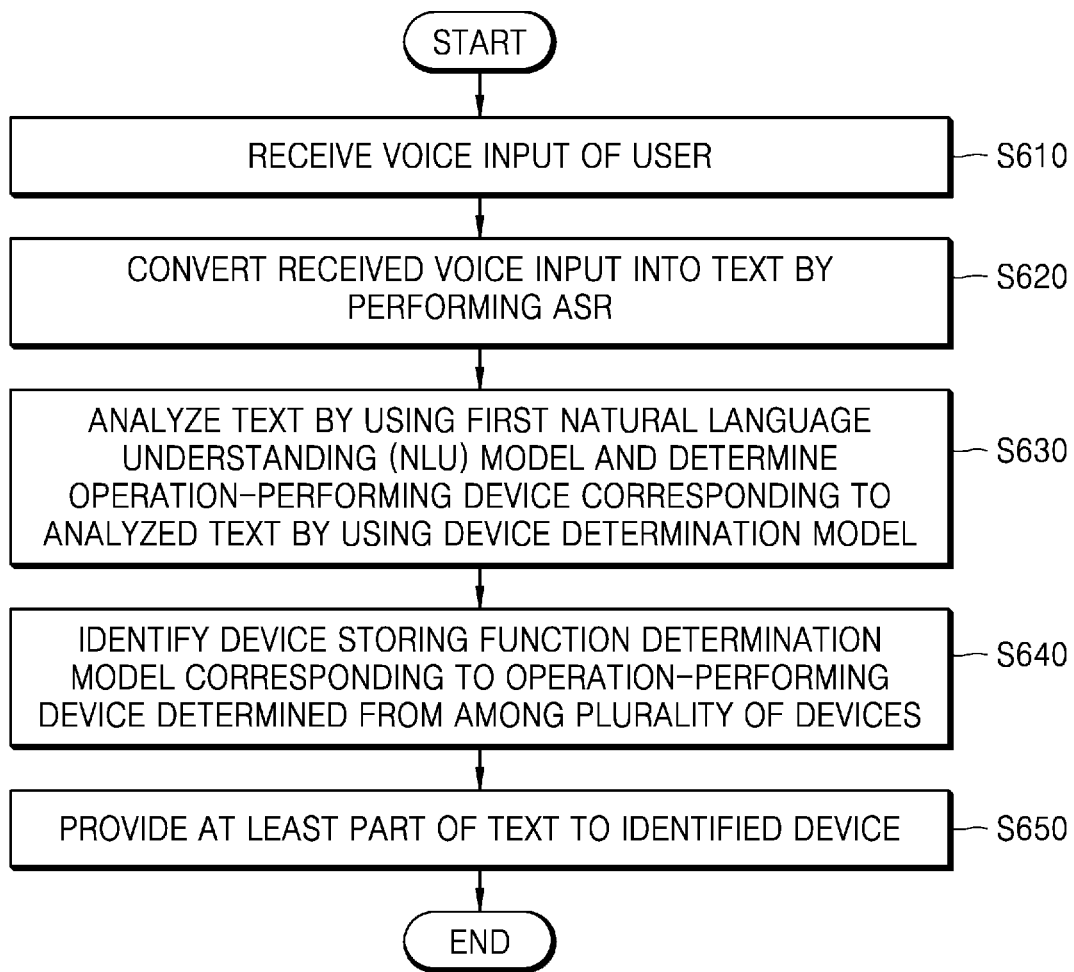 START
RECEIVE VOICE INPUT OF USER
S610
CONVERT RECEIVED VOICE INPUT INTO TEXT BY
PERFORMING ASR
S620
ANALYZE TEXT BY USING FIRST NATURAL LANGUAGE
UNDERSTANDING (NLU) MODEL AND DETERMINE
OPERATION-PERFORMING DEVICE CORRESPONDING TO
ANALYZED TEXT BY USING DEVICE DETERMINATION MODEL
S630
IDENTIFY DEVICE STORING FUNCTION DETERMINATION
MODEL CORRESPONDING TO OPERATION-PERFORMING
DEVICE DETERMINED FROM AMONG PLURALITY OF DEVICES
S640
PROVIDE AT LEAST PART OF TEXT TO IDENTIFIED DEVICE
S650
END